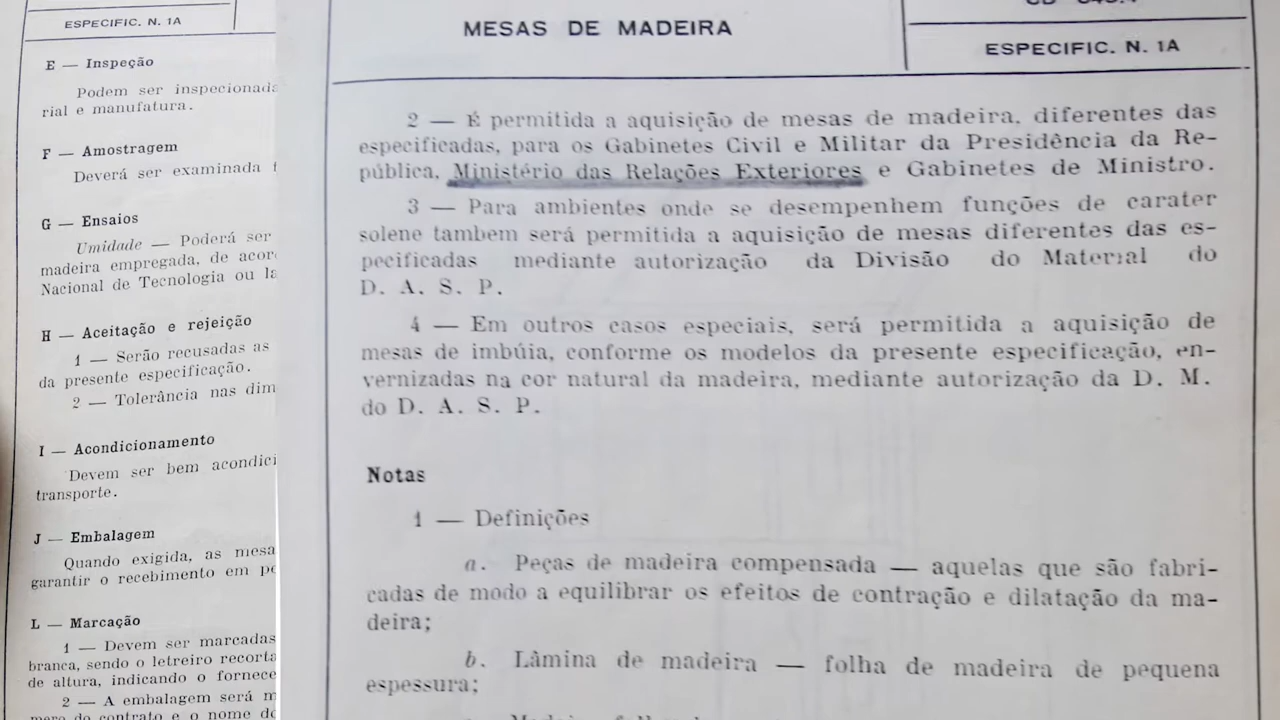 ESPECIFIC. N. 1A
E — Inspeção
Podem ser inspecionada
rial e manufatura.
F — Amostragem
Deverá ser examinada
G — Ensaios
Umidade — Poderá ser
madeira empregada, de acor
Nacional de Tecnologia ou
H — Aceitação e rejeição
1 — Serão recusadas as
da presente especificação.
2 — Tolerância nas dim
I — Acondicionamento
Devem ser bem acondici
transporte.
J — Embalagem
Quando exigida, as mesa
garantir o recebimento em pe
L — Marcação
1 — Devem ser marcadas
branca, sendo o letreiro recorta
de altura, indicando o fornece
2 — A embalagem será m
mero do contrato e o nome do
MESAS DE MADEIRA
ESPECIFIC. N. 1A
2 — É permitida a aquisição de mesas de madeira, diferentes das
especificadas, para os Gabinetes Civil e Militar da Presidência da Re-
pública, Ministério das Relações Exteriores e Gabinetes de Ministro.
3 — Para ambientes onde se desempenhem funções de carater
solene tambem será permitida a aquisição de mesas diferentes das es-
pecificadas mediante autorização da Divisão do Material do
D. A. S. P.
4 — Em outros casos especiais, será permitida a aquisição de
mesas de imbúia, conforme os modelos da presente especificação, en-
vernizadas na cor natural da madeira, mediante autorização da D. M.
do D. A. S. P.
Notas
1 — Definições
a. Peças de madeira compensada — aquelas que são fabri-
cadas de modo a equilibrar os efeitos de contração e dilatação da ma-
deira;
b. Lâmina de madeira — folha de madeira de pequena
espessura;